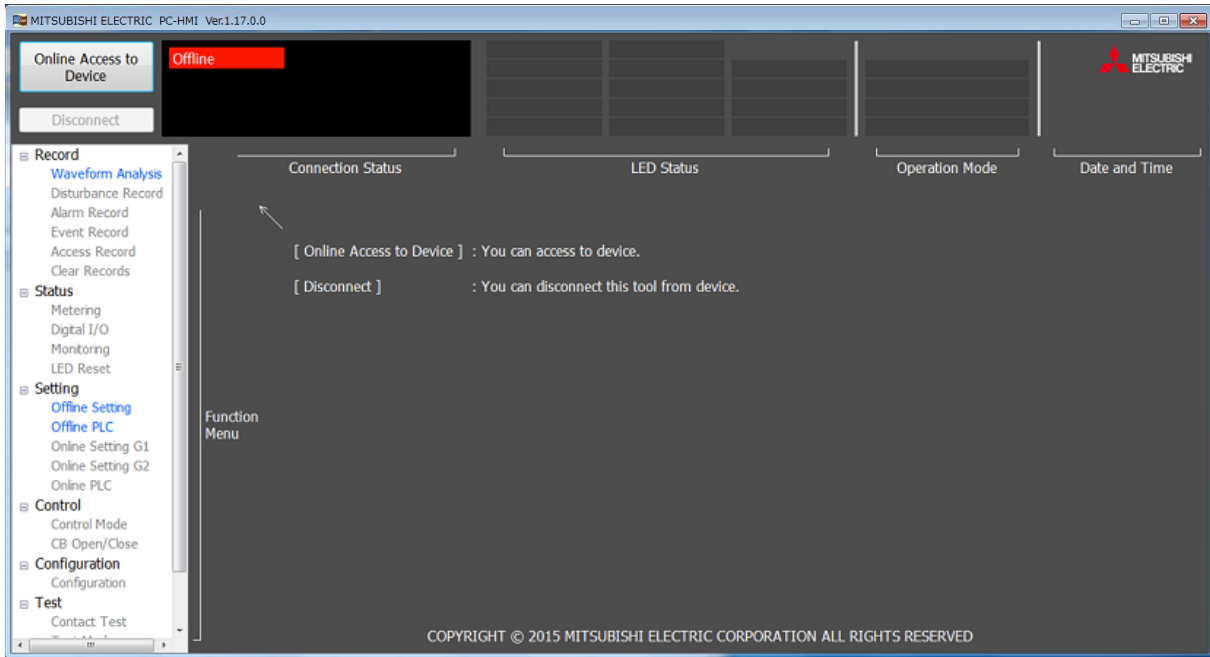 MITSUBISHI ELECTRIC PC-HMI Ver.1.17.0.0
Online Access to
Device
Disconnect
Offline
MITSUBISHI
ELECTRIC
Connection Status
LED Status
Operation Mode
Date and Time
Record
Waveform Analysis
Disturbance Record
Alarm Record
Event Record
Access Record
Clear Records
Status
Metering
Digital I/O
Monitoring
LED Reset
Setting
Offline Setting
Offline PLC
Online Setting G1
Online Setting G2
Online PLC
Control
Control Mode
CB Open/Close
Configuration
Configuration
Test
Contact Test
[ Online Access to Device ] : You can access to device.
[ Disconnect ] : You can disconnect this tool from device.
Function
Menu
COPYRIGHT © 2015 MITSUBISHI ELECTRIC CORPORATION ALL RIGHTS RESERVED